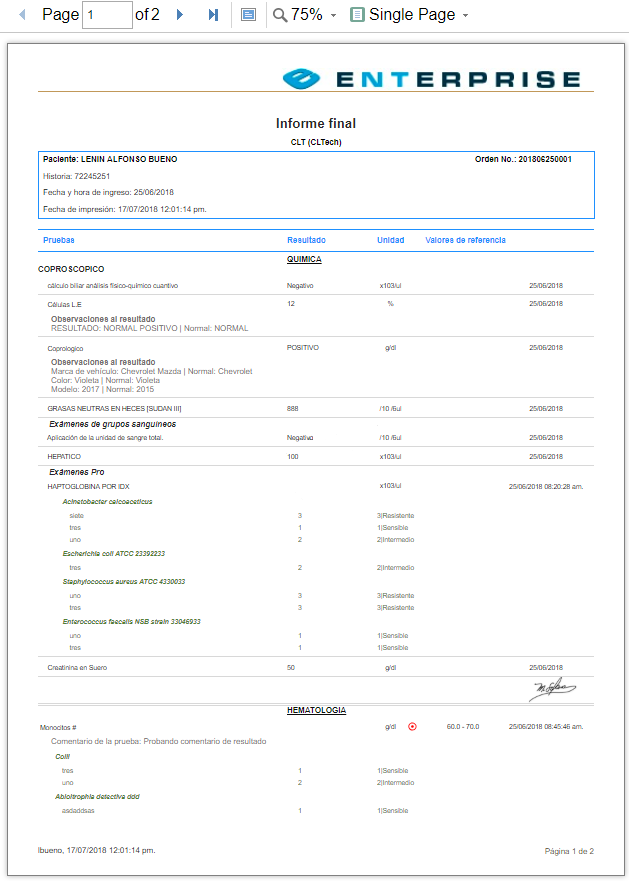 Page 1 of 2 75% Single Page
ENTERPRISE
Informe final
CLT (CLTech)
Paciente: LENIN ALFONSO BUENO Orden No.: 201806250001
Historia: 72245251
Fecha y hora de ingreso: 25/06/2018
Fecha de impresión: 17/07/2018 12:01:14 pm.
Pruebas Resultado Unidad Valores de referencia
QUIMICA
COPROSCOPICO
cálculo biliar análisis físico-químico cuantivo Negativo x103/ul 25/06/2018
Células L.E 12 % 25/06/2018
Observaciones al resultado
RESULTADO: NORMAL POSITIVO | Normal: NORMAL
Coprologico POSITIVO g/dl 25/06/2018
Observaciones al resultado
Marca de vehículo: Chevrolet Mazda | Normal: Chevrolet
Color: Violeta | Normal: Violeta
Modelo: 2017 | Normal: 2015
GRASAS NEUTRAS EN HECES [SUDAN III] 888 /10 /6ul 25/06/2018
Exámenes de grupos sanguíneos
Aplicación de la unidad de sangre total. Negativo /10 /6ul 25/06/2018
HEPATICO 100 x103/ul 25/06/2018
Exámenes Pro
HAPTOGLOBINA POR IDX x103/ul 25/06/2018 08:20:28 am.
Acinetobacter calcoaceticus
siete 3 3|Resistente
tres 1 1|Sensible
uno 2 2|Intermedio
Escherichia coli ATCC 23392233
tres 2 2|Intermedio
Staphylococcus aureus ATCC 4330033
uno 3 3|Resistente
tres 3 3|Resistente
Enterococcus faecalis NSB strain 33046933
uno 1 1|Sensible
tres 1 1|Sensible
Creatinina en Suero 50 g/dl 25/06/2018
HEMATOLOGIA
Monocitos # g/dl 60.0 - 70.0 25/06/2018 08:45:46 am.
Comentario de la prueba: Probando comentario de resultado
Colli
tres 1 1|Sensible
uno 2 2|Intermedio
Abiotrophia detectiva ddd
asdaddsas 1 1|Sensible
lbueno, 17/07/2018 12:01:14 pm. Página 1 de 2